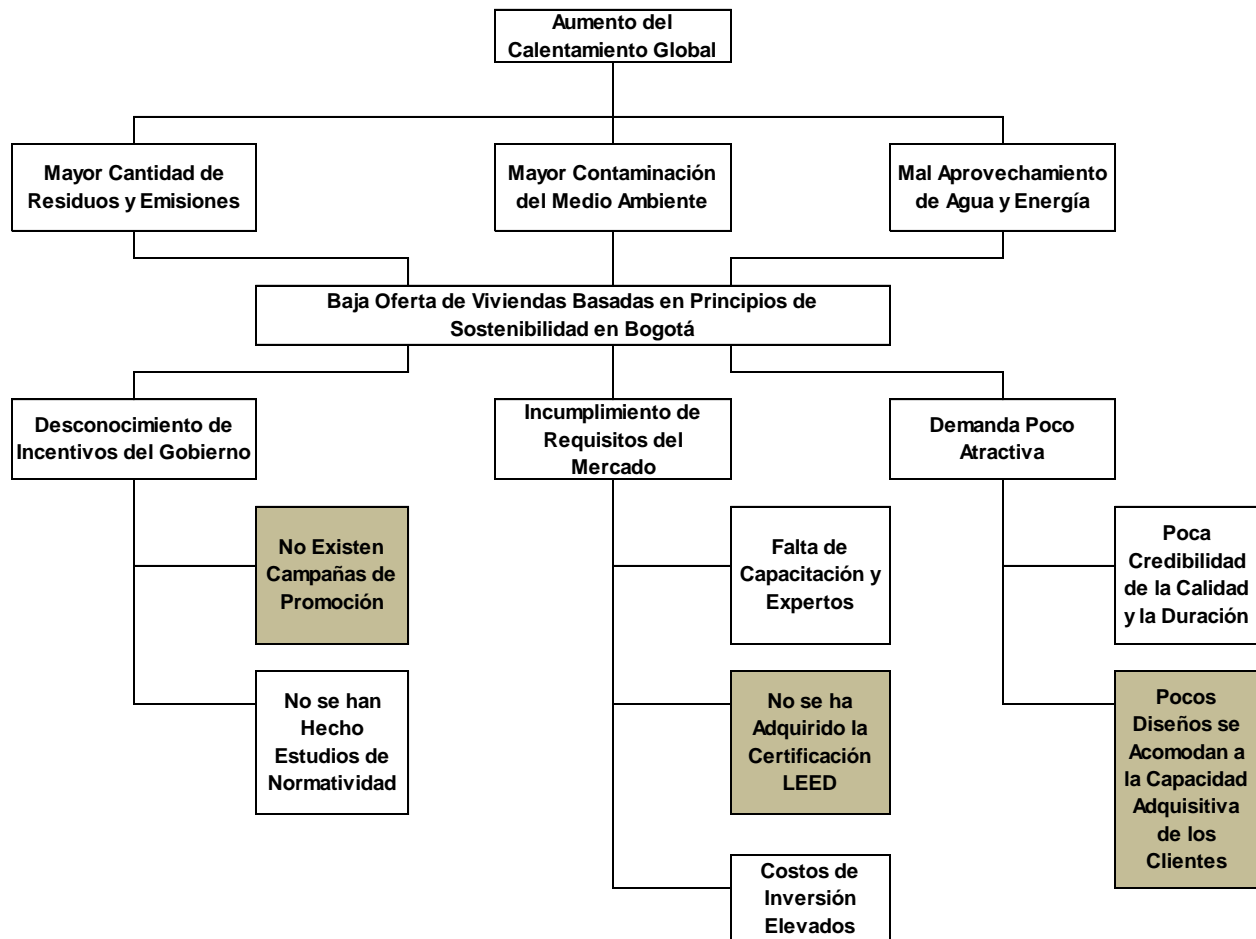 Aumento del
Calentamiento Global
Mayor Cantidad de
Residuos y Emisiones
Mayor Contaminación
del Medio Ambiente
Mal Aprovechamiento
de Agua y Energía
Baja Oferta de Viviendas Basadas en Principios de
Sostenibilidad en Bogotá
Desconocimiento de
Incentivos del Gobierno
Incumplimiento de
Requisitos del
Mercado
Demanda Poco
Atractiva
No Existen
Campañas de
Promoción
Falta de
Capacitación y
Expertos
Poca
Credibilidad
de la Calidad
y la Duración
No se han
Hecho
Estudios de
Normatividad
No se ha
Adquirido la
Certificación
LEED
Pocos
Diseños se
Acomodan a
la Capacidad
Adquisitiva
de los
Clientes
Costos de
Inversión
Elevados